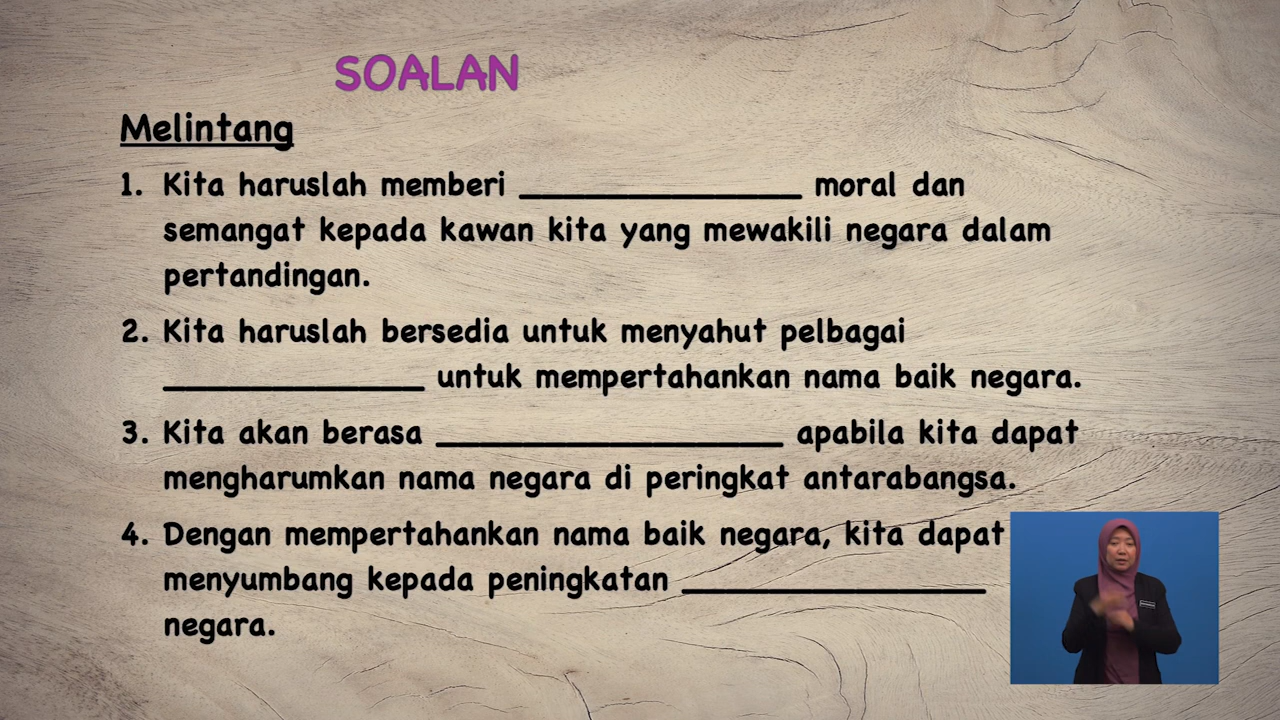 SOALAN
Melintang
1. Kita haruslah memberi ________________ moral dan
semangat kepada kawan kita yang mewakili negara dalam
pertandingan.
2. Kita haruslah bersedia untuk menyahut pelbagai
_______________ untuk mempertahankan nama baik negara.
3. Kita akan berasa ____________________ apabila kita dapat
mengharumkan nama negara di peringkat antarabangsa.
4. Dengan mempertahankan nama baik negara, kita dapat
menyumbang kepada peningkatan _________________
negara.